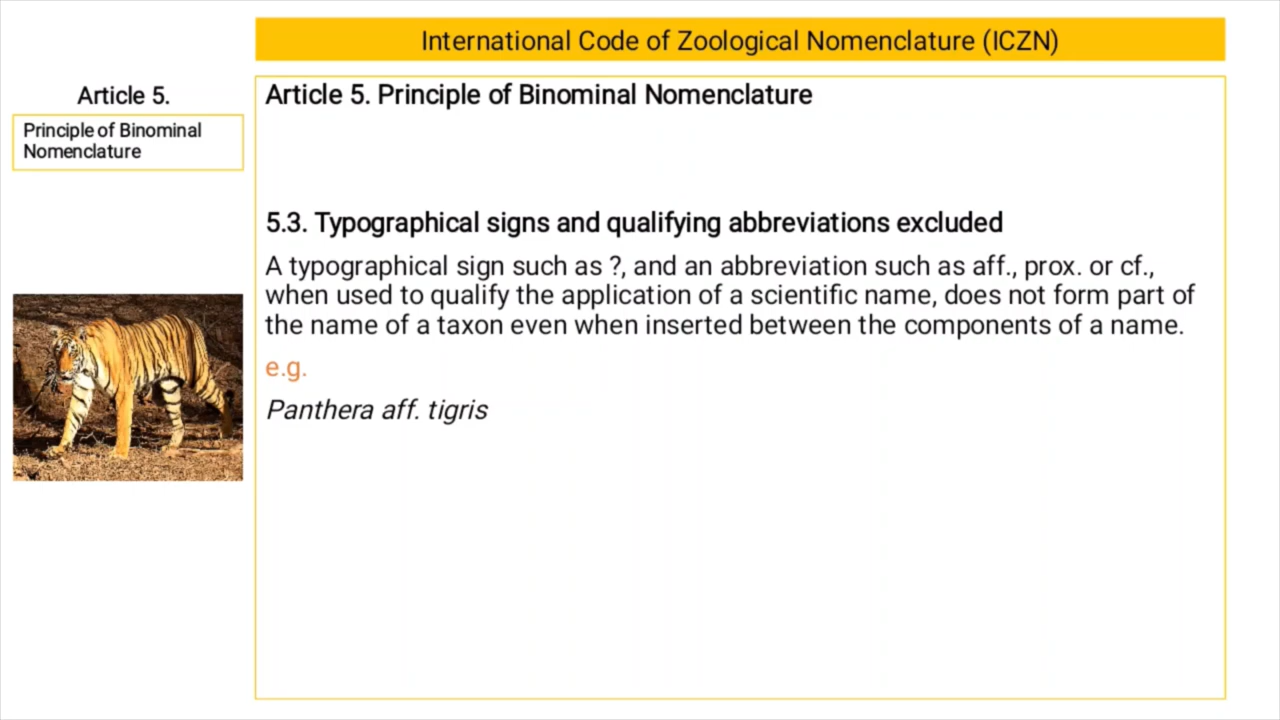 International Code of Zoological Nomenclature (ICZN)
Article 5.
Principle of Binominal
Nomenclature
Article 5. Principle of Binominal Nomenclature
5.3. Typographical signs and qualifying abbreviations excluded
A typographical sign such as ?, and an abbreviation such as aff., prox. or cf.,
when used to qualify the application of a scientific name, does not form part of
the name of a taxon even when inserted between the components of a name.
e.g.
Panthera aff. tigris